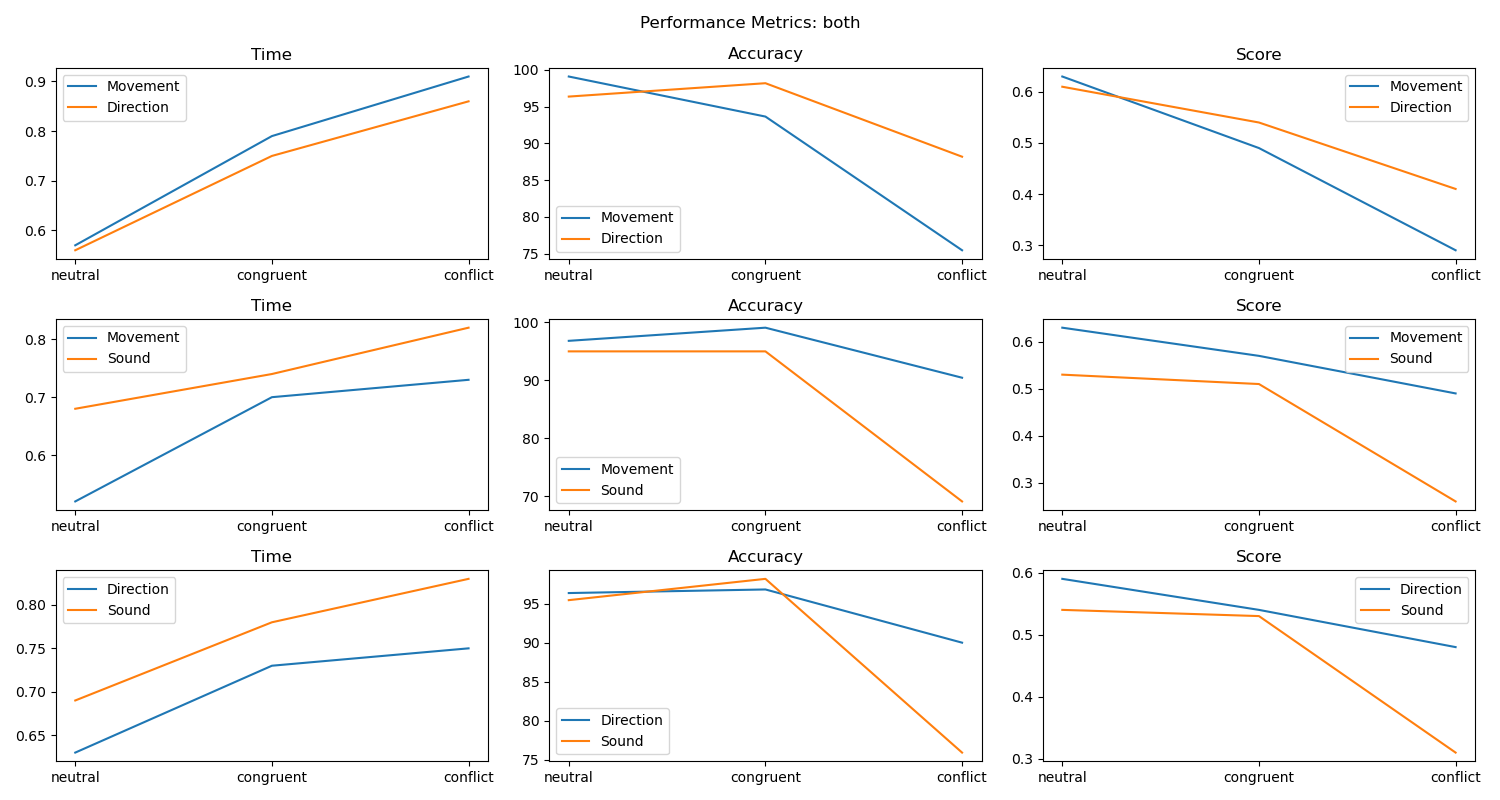 Performance Metrics: both
Time
Accuracy
Score
0.9
0.8
0.7
0.6
Movement
Direction
neutral
congruent
conflict
100
95
90
85
80
75
Movement
Direction
neutral
congruent
conflict
0.6
0.5
0.4
0.3
Movement
Direction
neutral
congruent
conflict
Time
Accuracy
Score
0.8
0.7
0.6
Movement
Sound
neutral
congruent
conflict
100
90
80
70
Movement
Sound
neutral
congruent
conflict
0.6
0.5
0.4
0.3
Movement
Sound
neutral
congruent
conflict
Time
Accuracy
Score
0.80
0.75
0.70
0.65
Direction
Sound
neutral
congruent
conflict
95
90
85
80
75
Direction
Sound
neutral
congruent
conflict
0.6
0.5
0.4
0.3
Direction
Sound
neutral
congruent
conflict